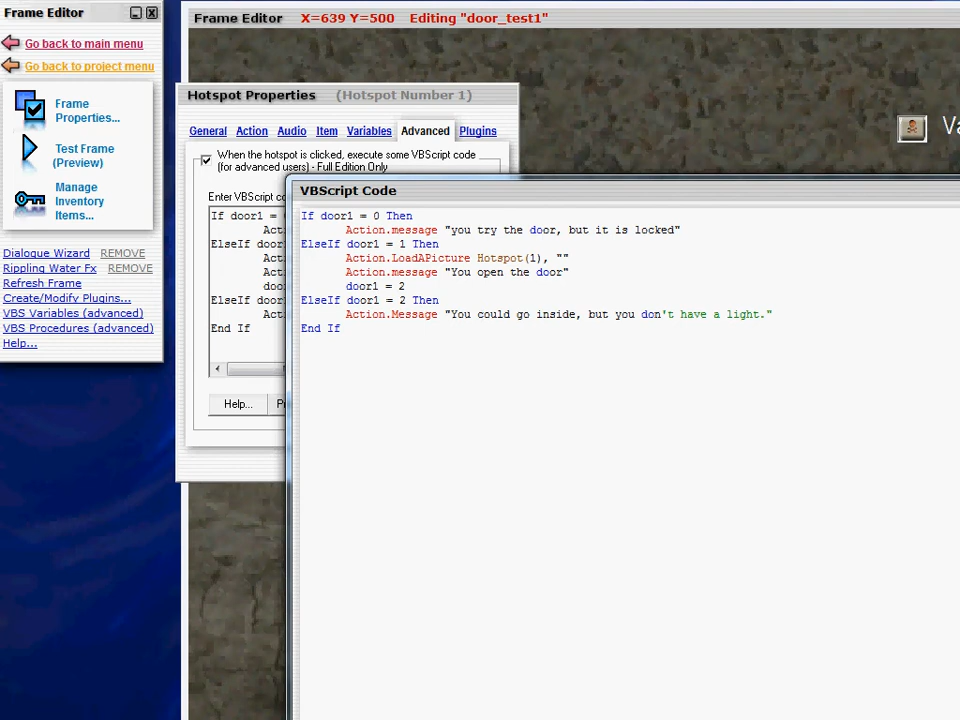 Frame Editor
Go back to main menu
Go back to project menu
Frame
Properties...
Test Frame
(Preview)
Manage
Inventory
Items...
Dialogue Wizard REMOVE
Rippling Water Fx REMOVE
Refresh Frame
Create/Modify Plugins...
VBS Variables (advanced)
VBS Procedures (advanced)
Help...
Frame Editor X=639 Y=500 Editing "door_test1"
Hotspot Properties (Hotspot Number 1)
General Action Audio Item Variables Advanced Plugins
When the hotspot is clicked, execute some VBScript code
(for advanced users) - Full Edition Only
Enter VBScript
If door1 =
ElseIf door
ElseIf door
End If
Help...
VBScript Code
If door1 = 0 Then
Action.message "you try the door, but it is locked"
ElseIf door1 = 1 Then
Action.LoadAPicture Hotspot(1), ""
Action.message "You open the door"
door1 = 2
ElseIf door1 = 2 Then
Action.Message "You could go inside, but you don't have a light."
End If